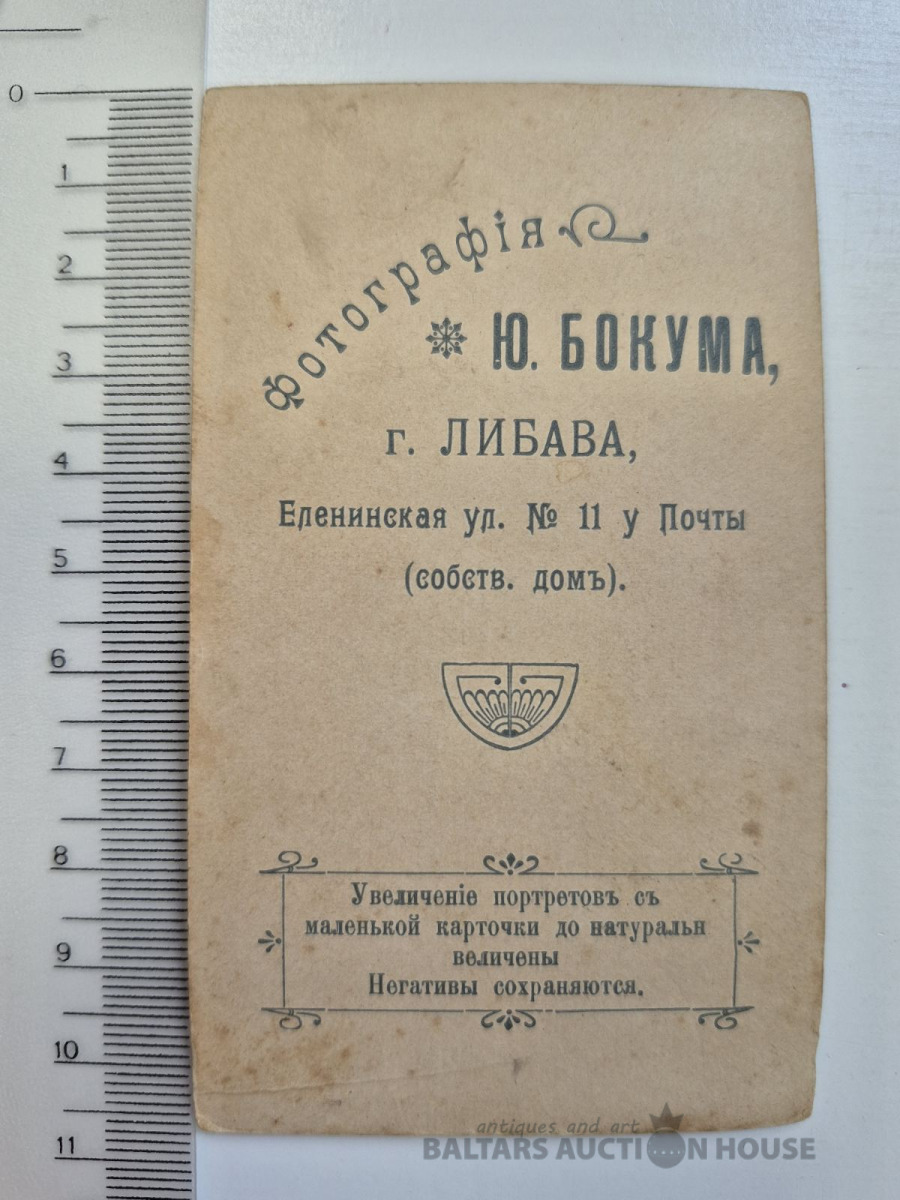 Фотографія
Ю. БОКУМА,
г. ЛИБАВА,
Еленинская ул. № 11 у Почты
(собств. домъ).
Увеличеніе портретовъ съ
маленькой карточки до натуральн
величены
Негативы сохраняются.
0
1
2
3
4
5
6
7
8
9
10
11
antiques and art
BALTARS AUCTION HOUSE